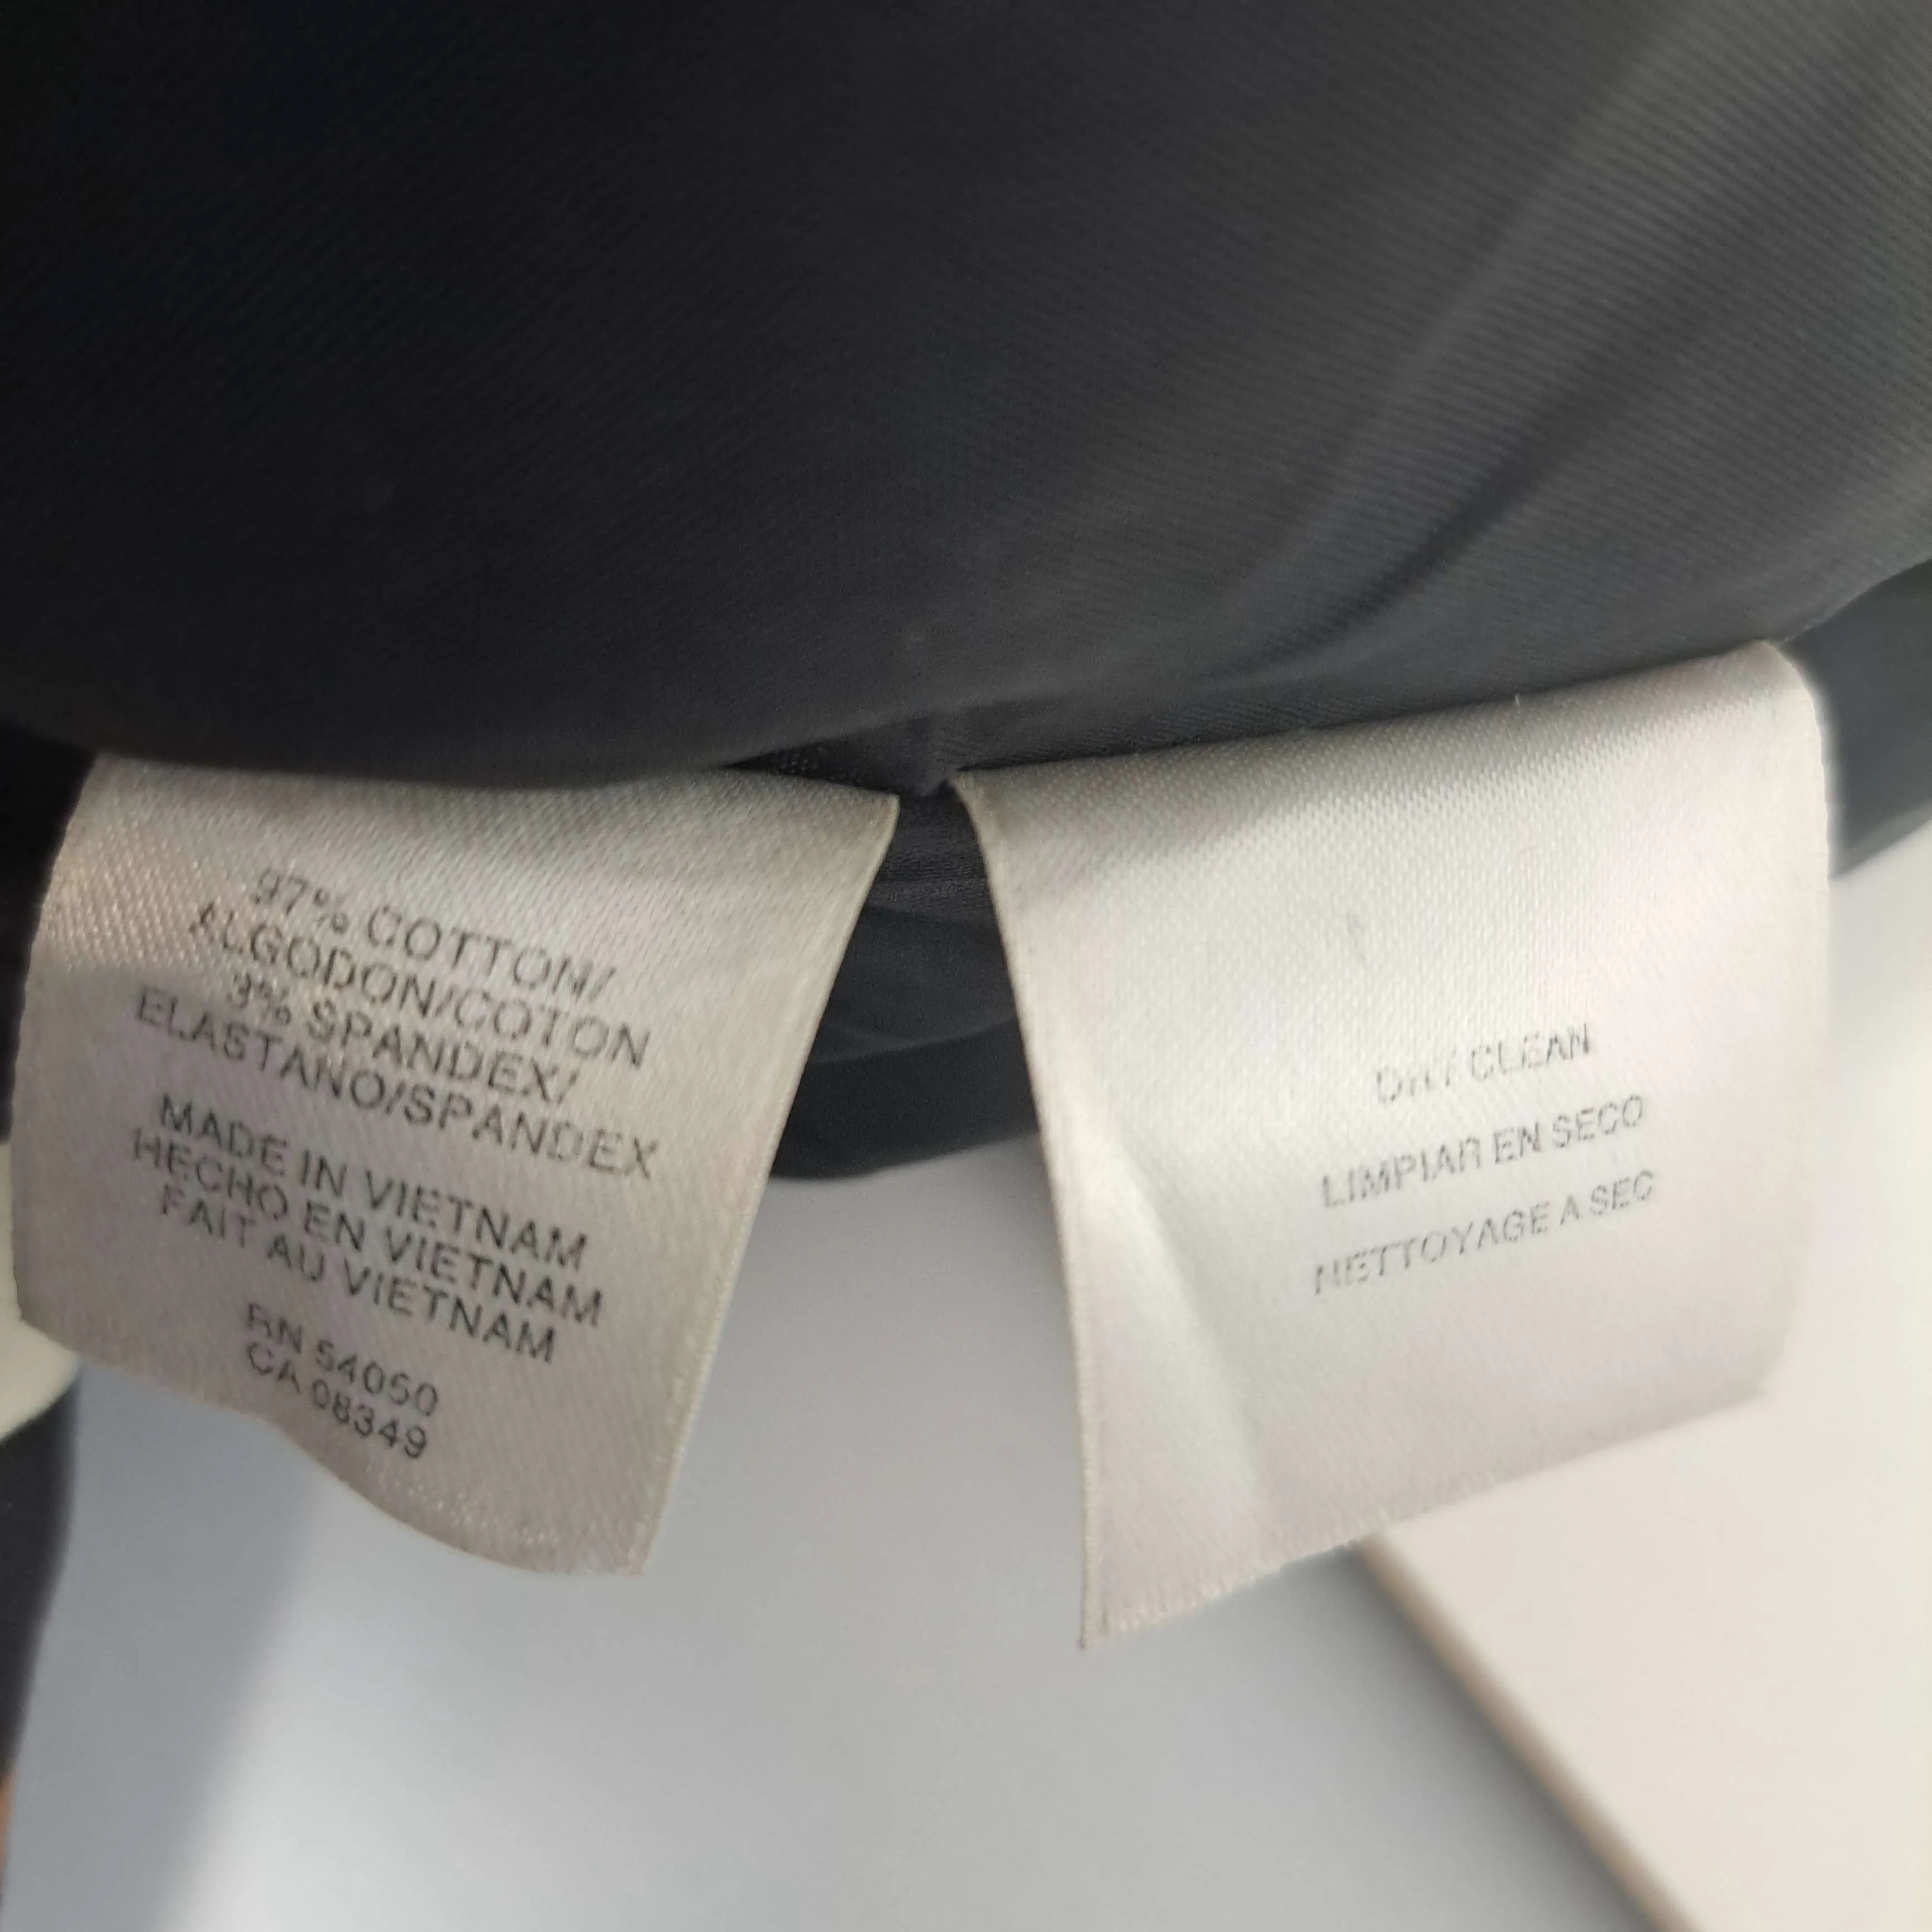 97% COTTON/
ALGODON/COTON
3% SPANDEX/
ELASTANO/SPANDEX
MADE IN VIETNAM
HECHO EN VIETNAM
FAIT AU VIETNAM
RN 54050
CA 08349
DRY CLEAN
LIMPIAR EN SECO
NETTOYAGE A SEC